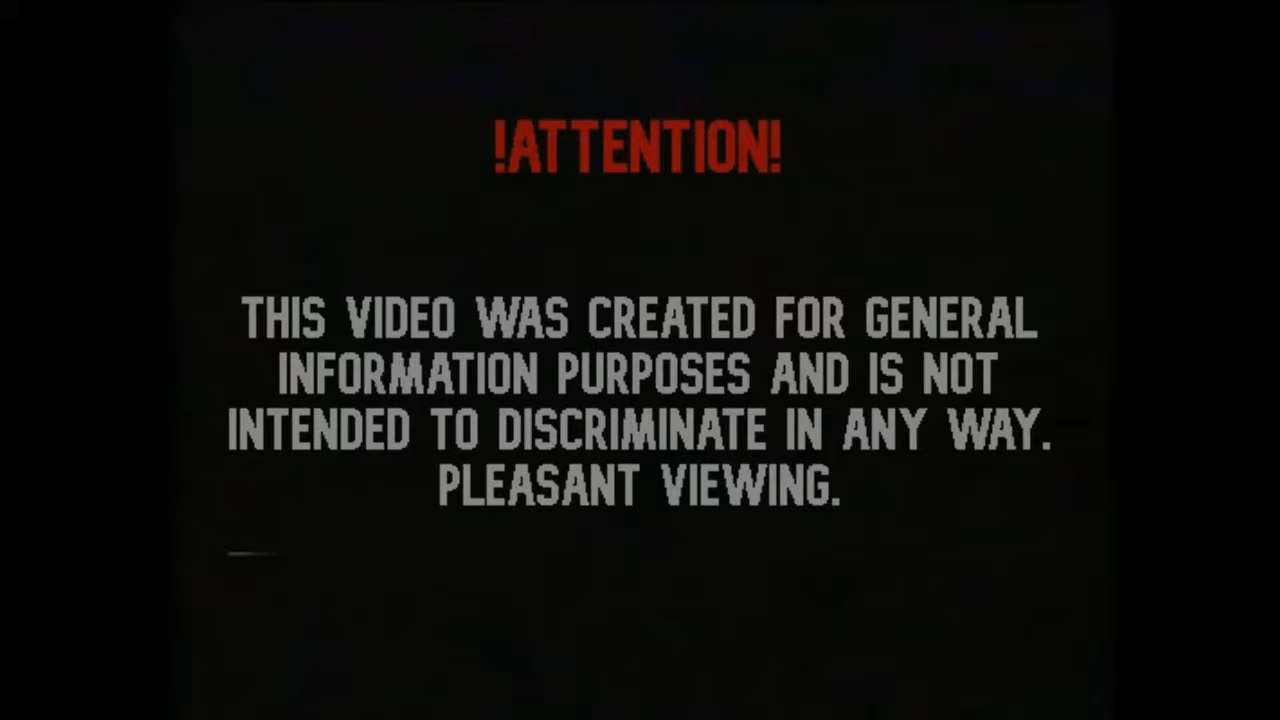 !ATTENTION!
THIS VIDEO WAS CREATED FOR GENERAL
INFORMATION PURPOSES AND IS NOT
INTENDED TO DISCRIMINATE IN ANY WAY.
PLEASANT VIEWING.